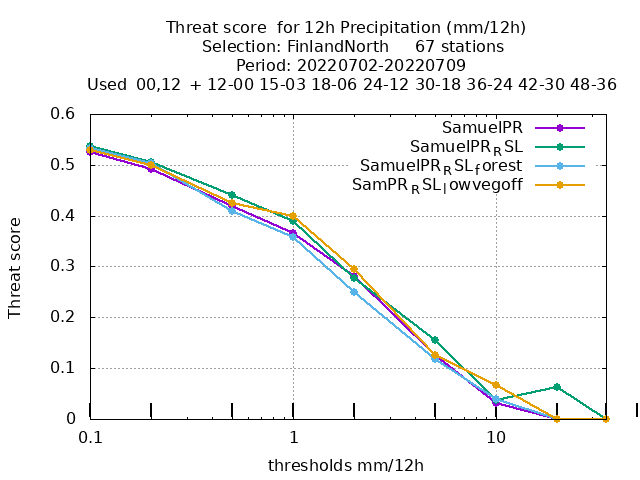 Threat score  for 12h Precipitation (mm/12h)
Selection: FinlandNorth     67 stations
Period: 20220702-20220709
Used  00,12  + 12-00 15-03 18-06 24-12 30-18 36-24 42-30 48-36
SamuelPR
SamuelPR_RSL
SamuelPR_RSL_forest
SamPR_RSL_lowvegoff
Threat score
0.6
0.5
0.4
0.3
0.2
0.1
0
0.1 1 10
thresholds mm/12h